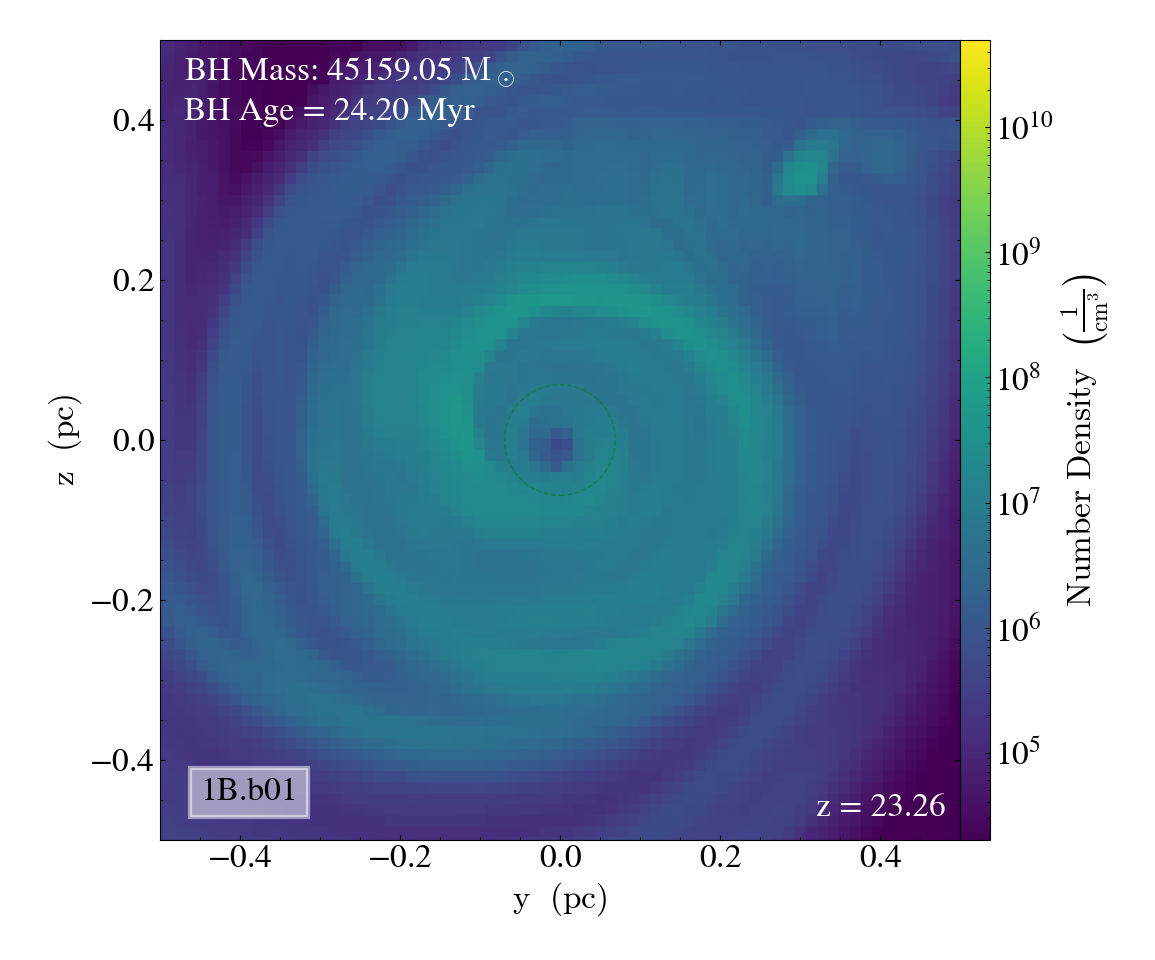 BH Mass: 45159.05 M⊙
BH Age = 24.20 Myr
0.4
0.2
0.0
−0.2
−0.4
z (pc)
1B.b01
z = 23.26
−0.4 −0.2 0.0 0.2 0.4
y (pc)
10^10
10^9
10^8
10^7
10^6
10^5
Number Density (1/cm^3)